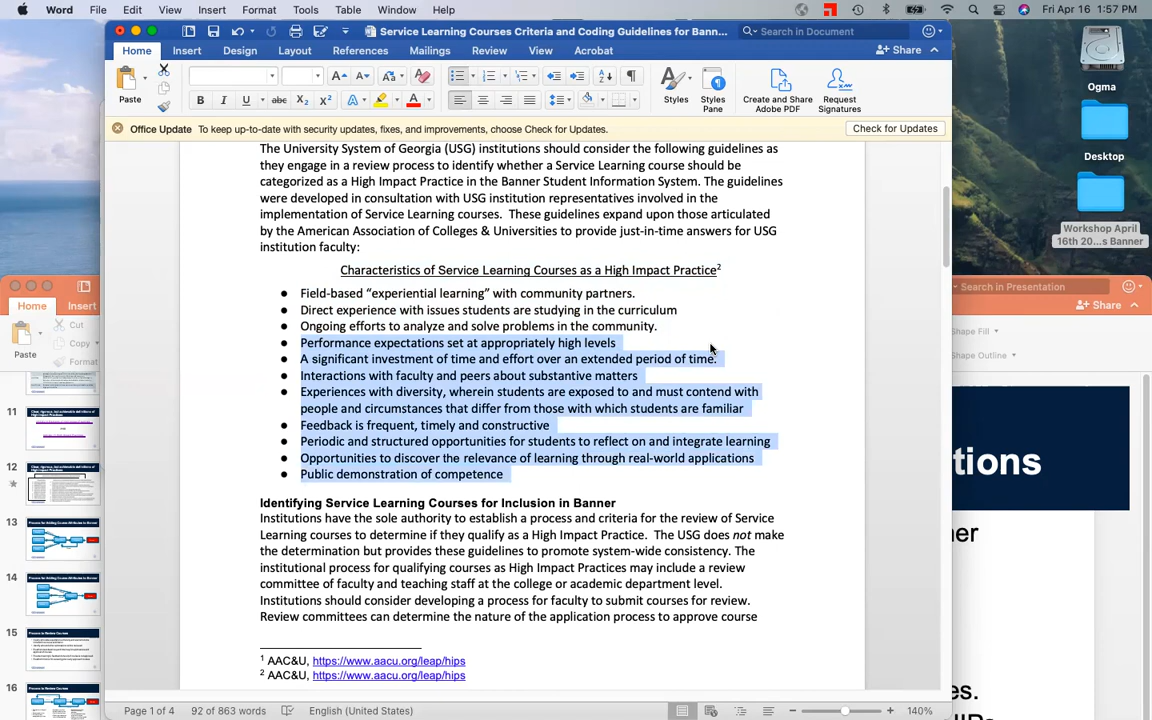 Word File Edit View Insert Format Tools Table Window Help
Fri Apr 16 1:57 PM
Service Learning Courses Criteria and Coding Guidelines for Bann...
Search in Document
Home Insert Design Layout References Mailings Review View Acrobat
Share
Paste
Styles
Styles Pane
Create and Share Adobe PDF
Request Signatures
Office Update To keep up-to-date with security updates, fixes, and improvements, choose Check for Updates.
Check for Updates
The University System of Georgia (USG) institutions should consider the following guidelines as
they engage in a review process to identify whether a Service Learning course should be
categorized as a High Impact Practice in the Banner Student Information System. The guidelines
were developed in consultation with USG institution representatives involved in the
implementation of Service Learning courses. These guidelines expand upon those articulated
by the American Association of Colleges & Universities to provide just-in-time answers for USG
institution faculty:
Characteristics of Service Learning Courses as a High Impact Practice2
● Field-based “experiential learning” with community partners.
● Direct experience with issues students are studying in the curriculum
● Ongoing efforts to analyze and solve problems in the community.
● Performance expectations set at appropriately high levels
● A significant investment of time and effort over an extended period of time.
● Interactions with faculty and peers about substantive matters
● Experiences with diversity, wherein students are exposed to and must contend with
people and circumstances that differ from those with which students are familiar
● Feedback is frequent, timely and constructive
● Periodic and structured opportunities for students to reflect on and integrate learning
● Opportunities to discover the relevance of learning through real-world applications
● Public demonstration of competence
Identifying Service Learning Courses for Inclusion in Banner
Institutions have the sole authority to establish a process and criteria for the review of Service
Learning courses to determine if they qualify as a High Impact Practice. The USG does not make
the determination but provides these guidelines to promote system-wide consistency. The
institutional process for qualifying courses as High Impact Practices may include a review
committee of faculty and teaching staff at the college or academic department level.
Institutions should consider developing a process for faculty to submit courses for review.
Review committees can determine the nature of the application process to approve course
1 AAC&U, https://www.aacu.org/leap/hips
2 AAC&U, https://www.aacu.org/leap/hips
Page 1 of 4 92 of 863 words English (United States)
140%
Home Insert
Paste
Cut
Copy
Format
11
12
13
14
15
16
Process to Review Courses
Ogma
Desktop
Workshop April
16th 20...s Banner
Search in Presentation
Share
Shape Fill
Shape Outline
tions
ner
es.